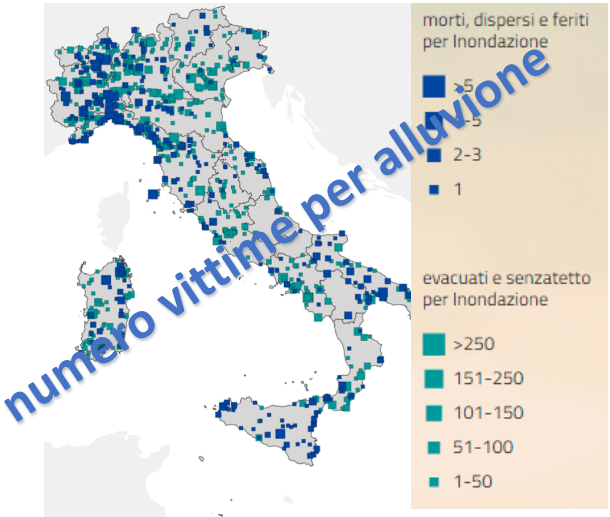 morti, dispersi e feriti
per Inondazione
>5
-5
2-3
1
numero vittime per alluvione
evacuati e senzatetto
per Inondazione
>250
151-250
101-150
51-100
1-50